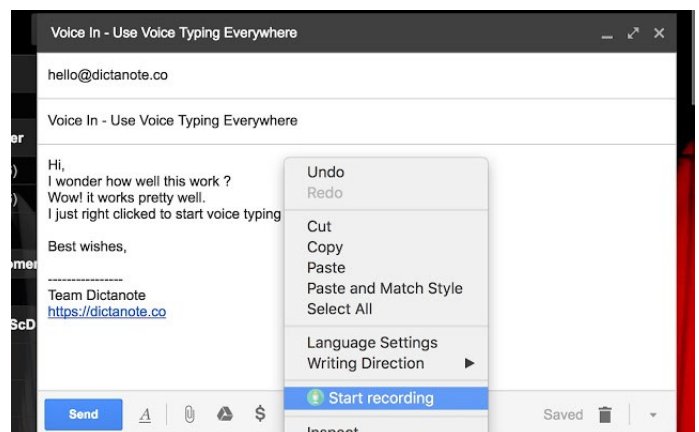 Voice In - Use Voice Typing Everywhere
hello@dictanote.co
Voice In - Use Voice Typing Everywhere
er
Hi,
I wonder how well this work ?
Wow! it works pretty well.
I just right clicked to start voice typing
Best wishes,
omer
----------------
Team Dictanote
https://dictanote.co
ScD
Undo
Redo
Cut
Copy
Paste
Paste and Match Style
Select All
Language Settings
Writing Direction
Start recording
Inspect
Send A $ Saved